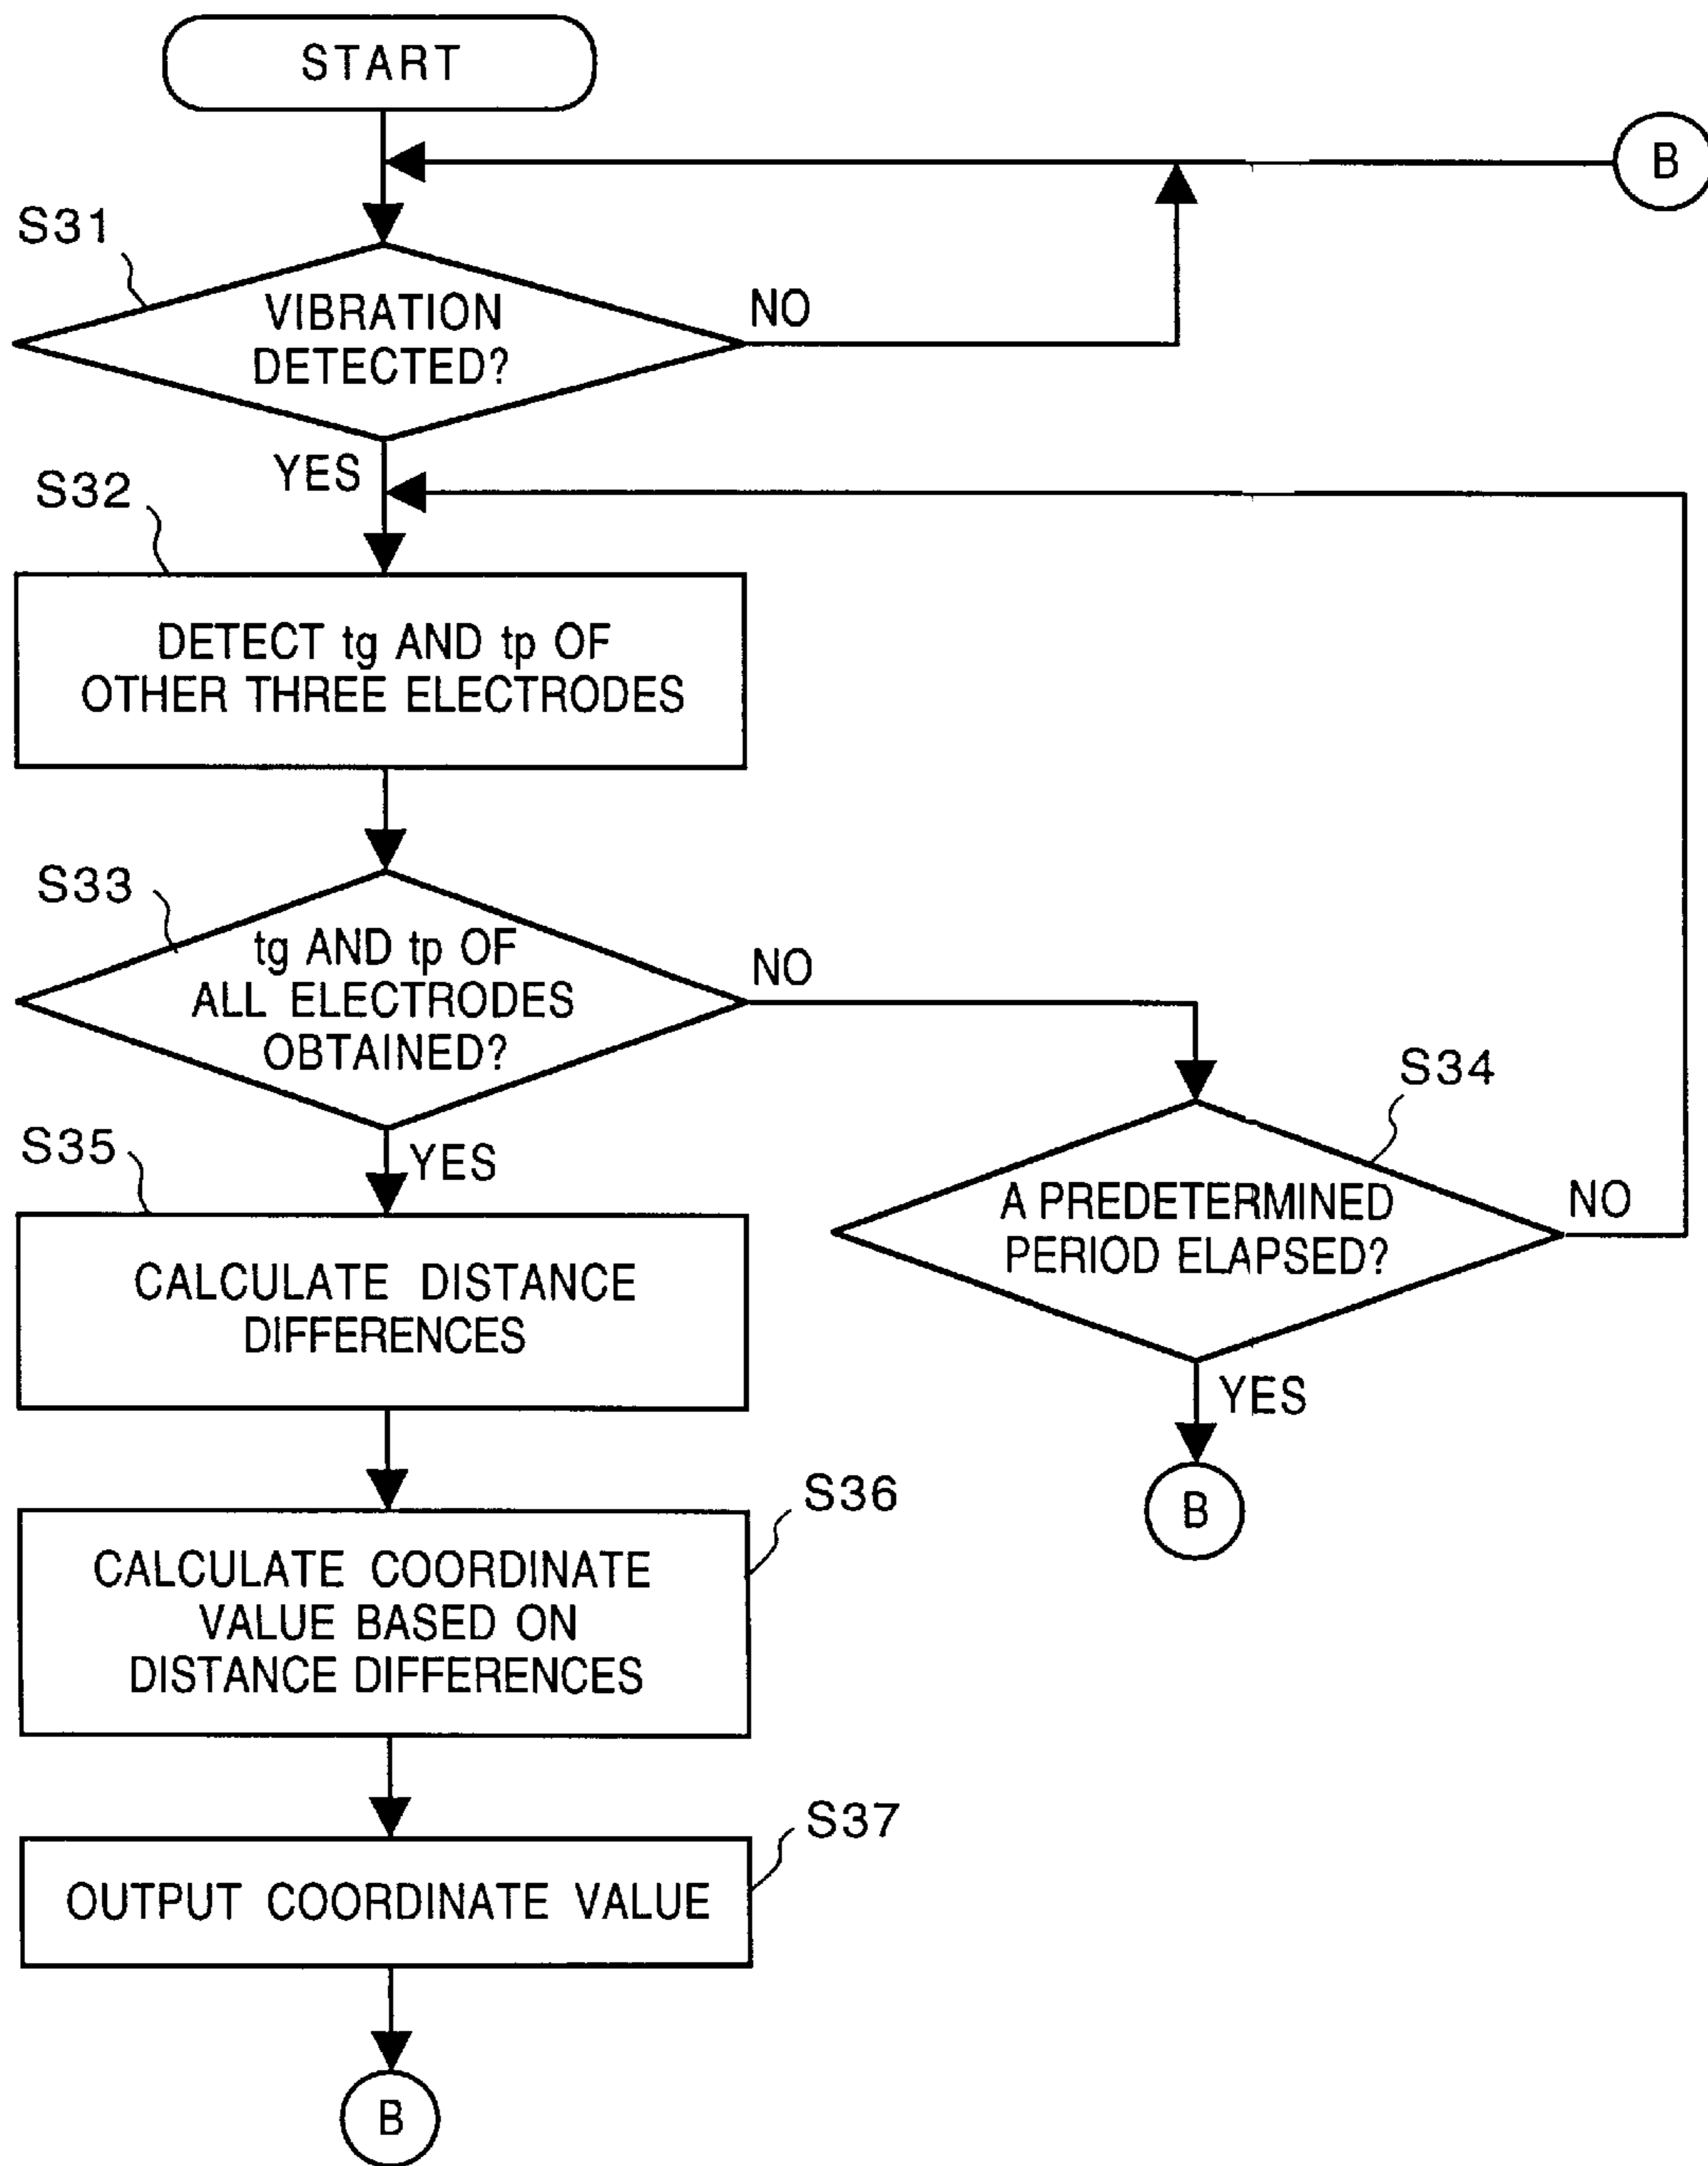 START
B
S31
VIBRATION
DETECTED?
NO
YES
S32
DETECT tg AND tp OF
OTHER THREE ELECTRODES
S33
tg AND tp OF
ALL ELECTRODES
OBTAINED?
NO
S34
A PREDETERMINED
PERIOD ELAPSED?
NO
YES
B
YES
S35
CALCULATE DISTANCE
DIFFERENCES
S36
CALCULATE COORDINATE
VALUE BASED ON
DISTANCE DIFFERENCES
S37
OUTPUT COORDINATE VALUE
B